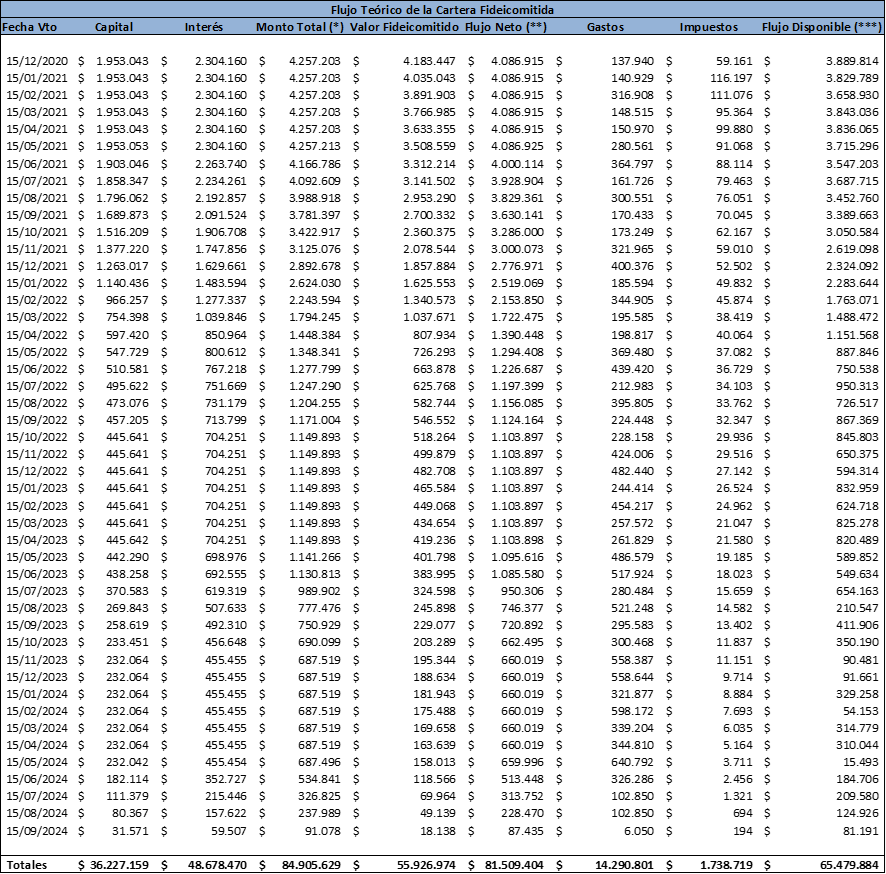 Flujo Teórico de la Cartera Fideicomitida
Fecha Vto Capital Interés Monto Total (*) Valor Fideicomitido Flujo Neto (**) Gastos Impuestos Flujo Disponible (***)
15/12/2020 $ 1.953.043 $ 2.304.160 $ 4.257.203 $ 4.183.447 $ 4.086.915 $ 137.940 $ 59.161 $ 3.889.814
15/01/2021 $ 1.953.043 $ 2.304.160 $ 4.257.203 $ 4.035.043 $ 4.086.915 $ 140.929 $ 116.197 $ 3.829.789
15/02/2021 $ 1.953.043 $ 2.304.160 $ 4.257.203 $ 3.891.903 $ 4.086.915 $ 316.908 $ 111.076 $ 3.658.930
15/03/2021 $ 1.953.043 $ 2.304.160 $ 4.257.203 $ 3.766.985 $ 4.086.915 $ 148.515 $ 95.364 $ 3.843.036
15/04/2021 $ 1.953.043 $ 2.304.160 $ 4.257.203 $ 3.633.355 $ 4.086.915 $ 150.970 $ 99.880 $ 3.836.065
15/05/2021 $ 1.953.053 $ 2.304.160 $ 4.257.213 $ 3.508.559 $ 4.086.925 $ 280.561 $ 91.068 $ 3.715.296
15/06/2021 $ 1.903.046 $ 2.263.740 $ 4.166.786 $ 3.312.214 $ 4.000.114 $ 364.797 $ 88.114 $ 3.547.203
15/07/2021 $ 1.858.347 $ 2.234.261 $ 4.092.609 $ 3.141.502 $ 3.928.904 $ 161.726 $ 79.463 $ 3.687.715
15/08/2021 $ 1.796.062 $ 2.192.857 $ 3.988.918 $ 2.953.290 $ 3.829.361 $ 300.551 $ 76.051 $ 3.452.760
15/09/2021 $ 1.689.873 $ 2.091.524 $ 3.781.397 $ 2.700.332 $ 3.630.141 $ 170.433 $ 70.045 $ 3.389.663
15/10/2021 $ 1.516.209 $ 1.906.708 $ 3.422.917 $ 2.360.375 $ 3.286.000 $ 173.249 $ 62.167 $ 3.050.584
15/11/2021 $ 1.377.220 $ 1.747.856 $ 3.125.076 $ 2.078.544 $ 3.000.073 $ 321.965 $ 59.010 $ 2.619.098
15/12/2021 $ 1.263.017 $ 1.629.661 $ 2.892.678 $ 1.857.884 $ 2.776.971 $ 400.376 $ 52.502 $ 2.324.092
15/01/2022 $ 1.140.436 $ 1.483.594 $ 2.624.030 $ 1.625.553 $ 2.519.069 $ 185.594 $ 49.832 $ 2.283.644
15/02/2022 $ 966.257 $ 1.277.337 $ 2.243.594 $ 1.340.573 $ 2.153.850 $ 344.905 $ 45.874 $ 1.763.071
15/03/2022 $ 754.398 $ 1.039.846 $ 1.794.245 $ 1.037.671 $ 1.722.475 $ 195.585 $ 38.419 $ 1.488.472
15/04/2022 $ 597.420 $ 850.964 $ 1.448.384 $ 807.934 $ 1.390.448 $ 198.817 $ 40.064 $ 1.151.568
15/05/2022 $ 547.729 $ 800.612 $ 1.348.341 $ 726.293 $ 1.294.408 $ 369.480 $ 37.082 $ 887.846
15/06/2022 $ 510.581 $ 767.218 $ 1.277.799 $ 663.878 $ 1.226.687 $ 439.420 $ 36.729 $ 750.538
15/07/2022 $ 495.622 $ 751.669 $ 1.247.290 $ 625.768 $ 1.197.399 $ 212.983 $ 34.103 $ 950.313
15/08/2022 $ 473.076 $ 731.179 $ 1.204.255 $ 582.744 $ 1.156.085 $ 395.805 $ 33.762 $ 726.517
15/09/2022 $ 457.205 $ 713.799 $ 1.171.004 $ 546.552 $ 1.124.164 $ 224.448 $ 32.347 $ 867.369
15/10/2022 $ 445.641 $ 704.251 $ 1.149.893 $ 518.264 $ 1.103.897 $ 228.158 $ 29.936 $ 845.803
15/11/2022 $ 445.641 $ 704.251 $ 1.149.893 $ 499.879 $ 1.103.897 $ 424.006 $ 29.516 $ 650.375
15/12/2022 $ 445.641 $ 704.251 $ 1.149.893 $ 482.708 $ 1.103.897 $ 482.440 $ 27.142 $ 594.314
15/01/2023 $ 445.641 $ 704.251 $ 1.149.893 $ 465.584 $ 1.103.897 $ 244.414 $ 26.524 $ 832.959
15/02/2023 $ 445.641 $ 704.251 $ 1.149.893 $ 449.068 $ 1.103.897 $ 454.217 $ 24.962 $ 624.718
15/03/2023 $ 445.641 $ 704.251 $ 1.149.893 $ 434.654 $ 1.103.897 $ 257.572 $ 21.047 $ 825.278
15/04/2023 $ 445.642 $ 704.251 $ 1.149.893 $ 419.236 $ 1.103.898 $ 261.829 $ 21.580 $ 820.489
15/05/2023 $ 442.290 $ 698.976 $ 1.141.266 $ 401.798 $ 1.095.616 $ 486.579 $ 19.185 $ 589.852
15/06/2023 $ 438.258 $ 692.555 $ 1.130.813 $ 383.995 $ 1.085.580 $ 517.924 $ 18.023 $ 549.634
15/07/2023 $ 370.583 $ 619.319 $ 989.902 $ 324.598 $ 950.306 $ 280.484 $ 15.659 $ 654.163
15/08/2023 $ 269.843 $ 507.633 $ 777.476 $ 245.898 $ 746.377 $ 521.248 $ 14.582 $ 210.547
15/09/2023 $ 258.619 $ 492.310 $ 750.929 $ 229.077 $ 720.892 $ 295.583 $ 13.402 $ 411.906
15/10/2023 $ 233.451 $ 456.648 $ 690.099 $ 203.289 $ 662.495 $ 300.468 $ 11.837 $ 350.190
15/11/2023 $ 232.064 $ 455.455 $ 687.519 $ 195.344 $ 660.019 $ 558.387 $ 11.151 $ 90.481
15/12/2023 $ 232.064 $ 455.455 $ 687.519 $ 188.634 $ 660.019 $ 558.644 $ 9.714 $ 91.661
15/01/2024 $ 232.064 $ 455.455 $ 687.519 $ 181.943 $ 660.019 $ 321.877 $ 8.884 $ 329.258
15/02/2024 $ 232.064 $ 455.455 $ 687.519 $ 175.488 $ 660.019 $ 598.172 $ 7.693 $ 54.153
15/03/2024 $ 232.064 $ 455.455 $ 687.519 $ 169.658 $ 660.019 $ 339.204 $ 6.035 $ 314.779
15/04/2024 $ 232.064 $ 455.455 $ 687.519 $ 163.639 $ 660.019 $ 344.810 $ 5.164 $ 310.044
15/05/2024 $ 232.042 $ 455.454 $ 687.496 $ 158.013 $ 659.996 $ 640.792 $ 3.711 $ 15.493
15/06/2024 $ 182.114 $ 352.727 $ 534.841 $ 118.566 $ 513.448 $ 326.286 $ 2.456 $ 184.706
15/07/2024 $ 111.379 $ 215.446 $ 326.825 $ 69.964 $ 313.752 $ 102.850 $ 1.321 $ 209.580
15/08/2024 $ 80.367 $ 157.622 $ 237.989 $ 49.139 $ 228.470 $ 102.850 $ 694 $ 124.926
15/09/2024 $ 31.571 $ 59.507 $ 91.078 $ 18.138 $ 87.435 $ 6.050 $ 194 $ 81.191
Totales $ 36.227.159 $ 48.678.470 $ 84.905.629 $ 55.926.974 $ 81.509.404 $ 14.290.801 $ 1.738.719 $ 65.479.884